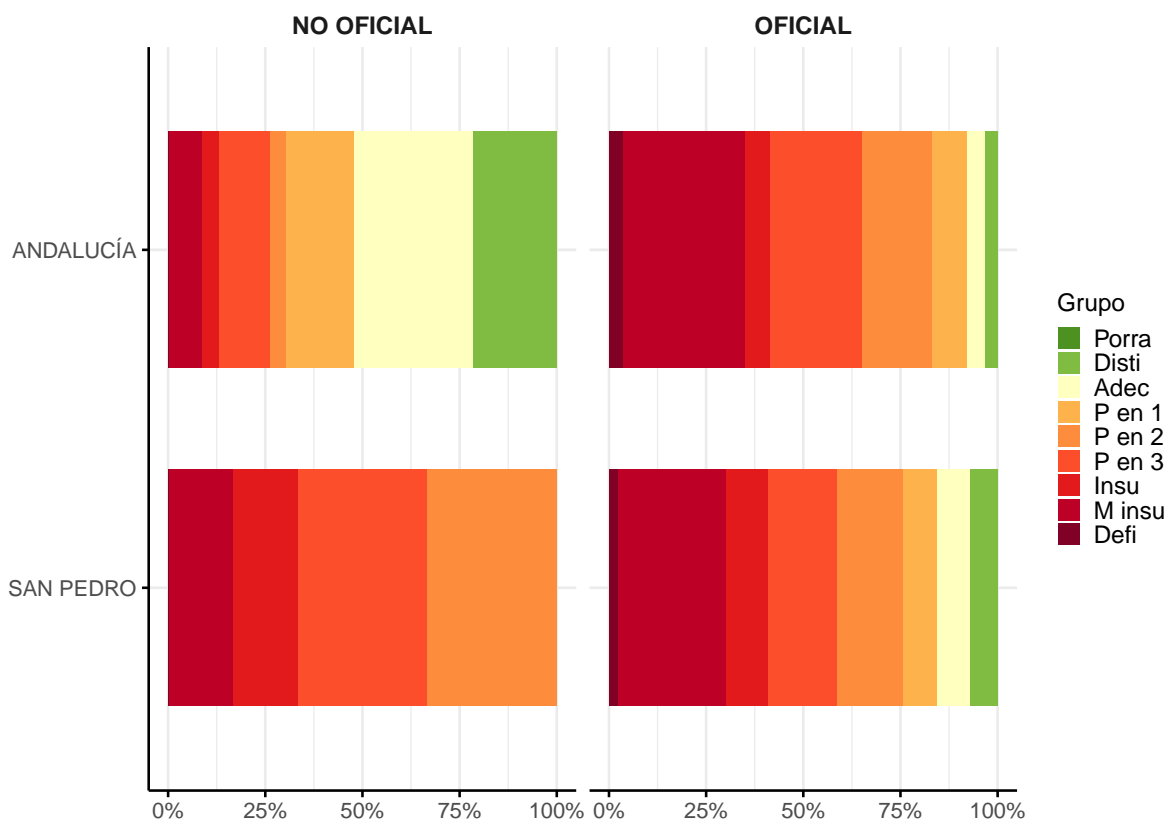 NO OFICIAL
OFICIAL
ANDALUCÍA
SAN PEDRO
0% 25% 50% 75% 100%
0% 25% 50% 75% 100%
Grupo
Porra
Disti
Adec
P en 1
P en 2
P en 3
Insu
M insu
Defi